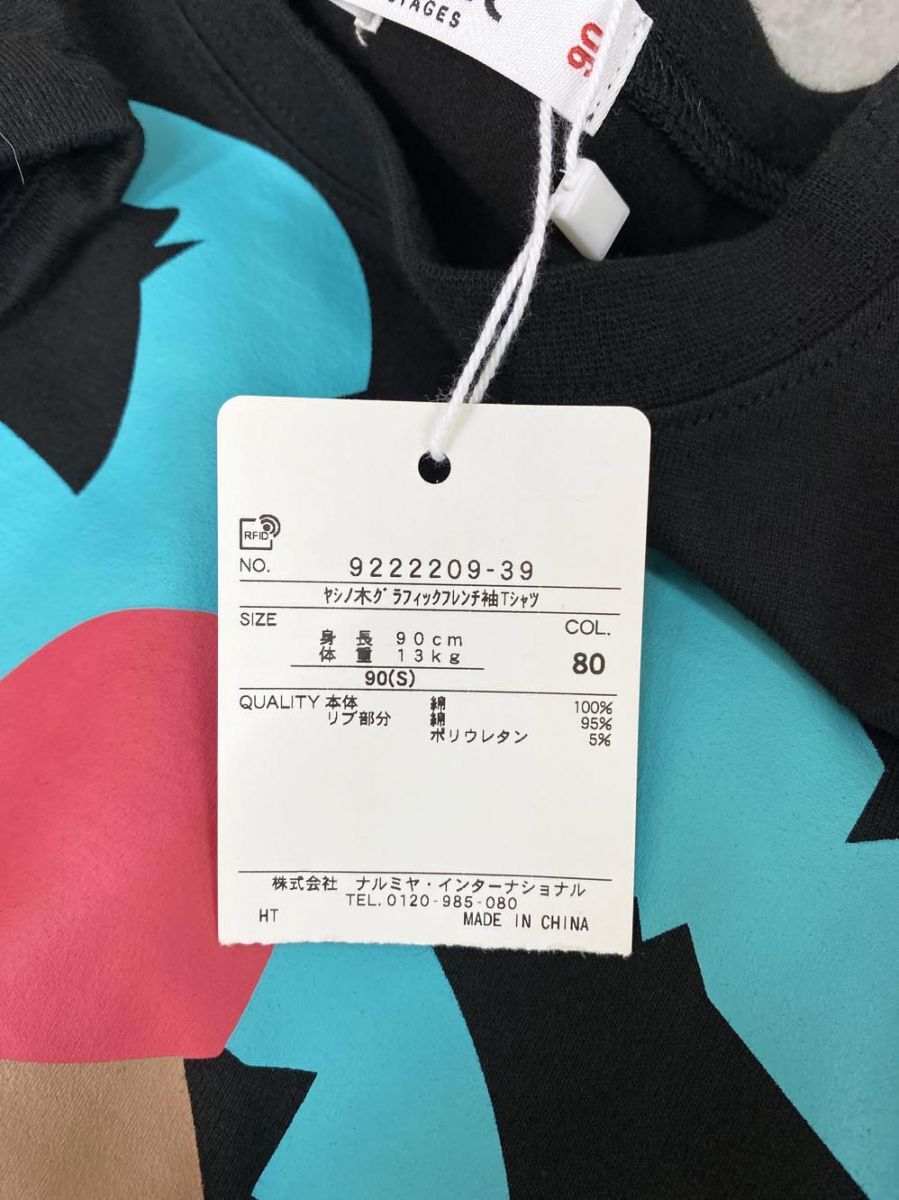 STAGES
90
RFID
NO. 9222209-39
ﾔｼﾉ木ｸﾞﾗﾌｨｯｸﾌﾚﾝﾁ袖Tｼｬﾂ
SIZE COL.
身長 90cm
体重 13kg 80
90(S)
QUALITY 本体 綿 100%
リブ部分 綿 95%
ポリウレタン 5%
株式会社 ナルミヤ・インターナショナル
TEL.0120-985-080
HT MADE IN CHINA